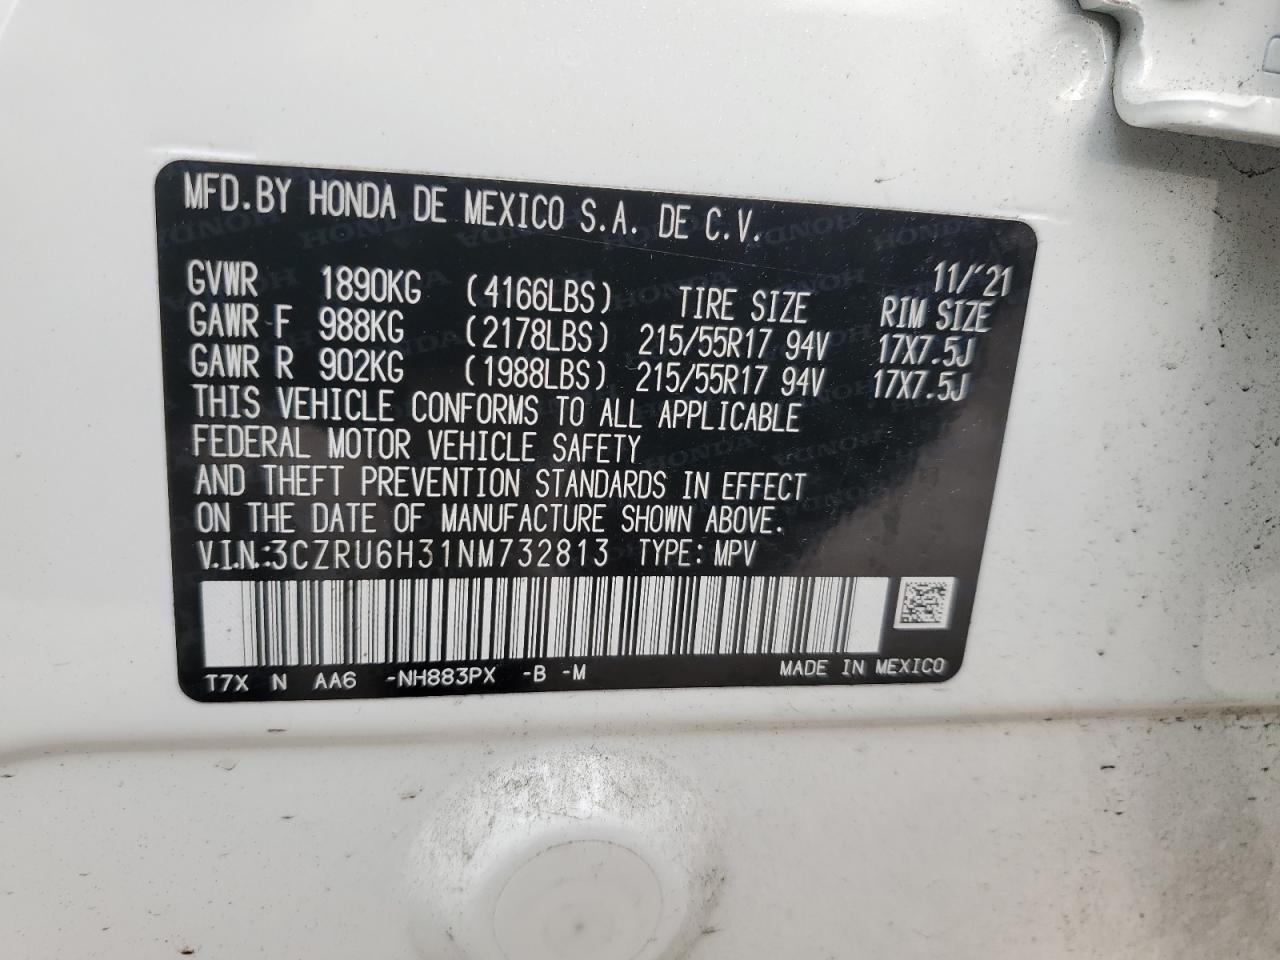 MFD.BY HONDA DE MEXICO S.A. DE C.V.
11/'21
GVWR 1890KG (4166LBS) TIRE SIZE RIM SIZE
GAWR F 988KG (2178LBS) 215/55R17 94V 17X7.5J
GAWR R 902KG (1988LBS) 215/55R17 94V 17X7.5J
THIS VEHICLE CONFORMS TO ALL APPLICABLE
FEDERAL MOTOR VEHICLE SAFETY
AND THEFT PREVENTION STANDARDS IN EFFECT
ON THE DATE OF MANUFACTURE SHOWN ABOVE.
V.I.N.:3CZRU6H31NM732813 TYPE: MPV
T7X N AA6 -NH883PX -B -M MADE IN MEXICO